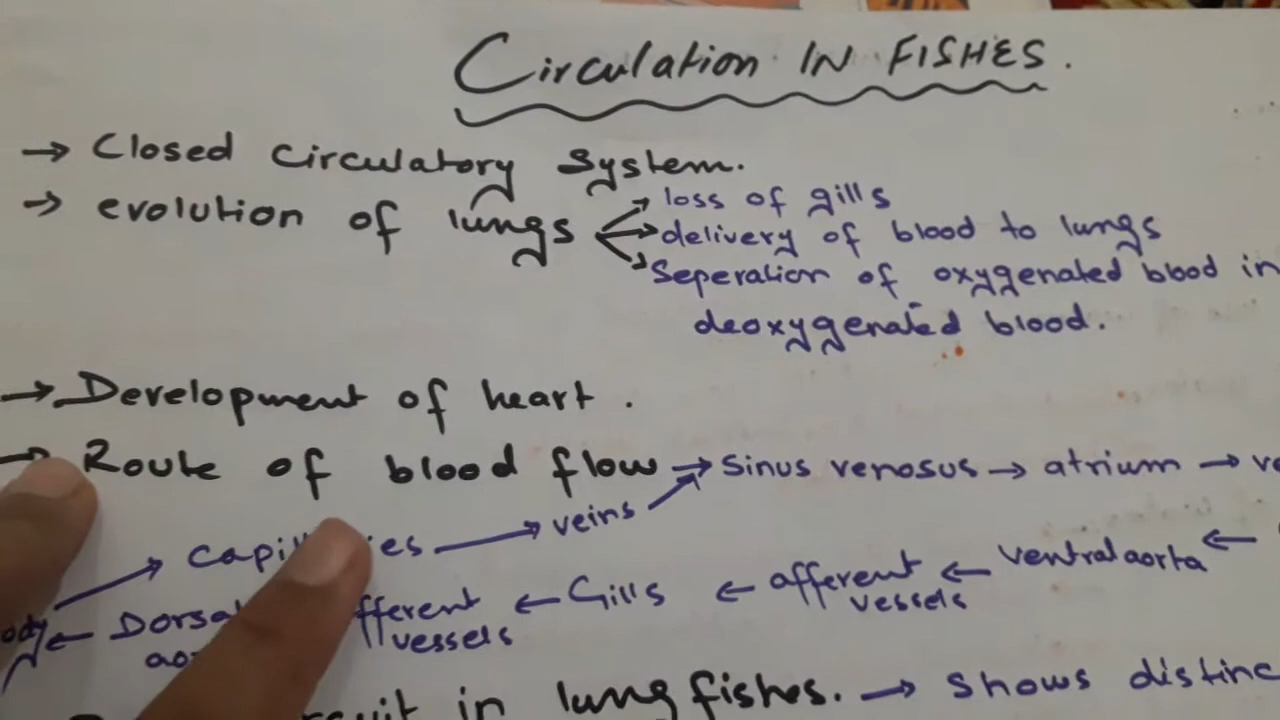 Circulation IN FISHES.
→ Closed circulatory System.
→ evolution of lungs → loss of gills
→ delivery of blood to lungs
→ Seperation of oxygenated blood in
deoxygenated blood.
→ Development of heart.
→ Route of blood flow → Sinus venosus → atrium →
→ → veins →
← Dorsal ← vessels ← Gills ← afferent vessels ← ventral aorta ←
in lung fishes. → Shows